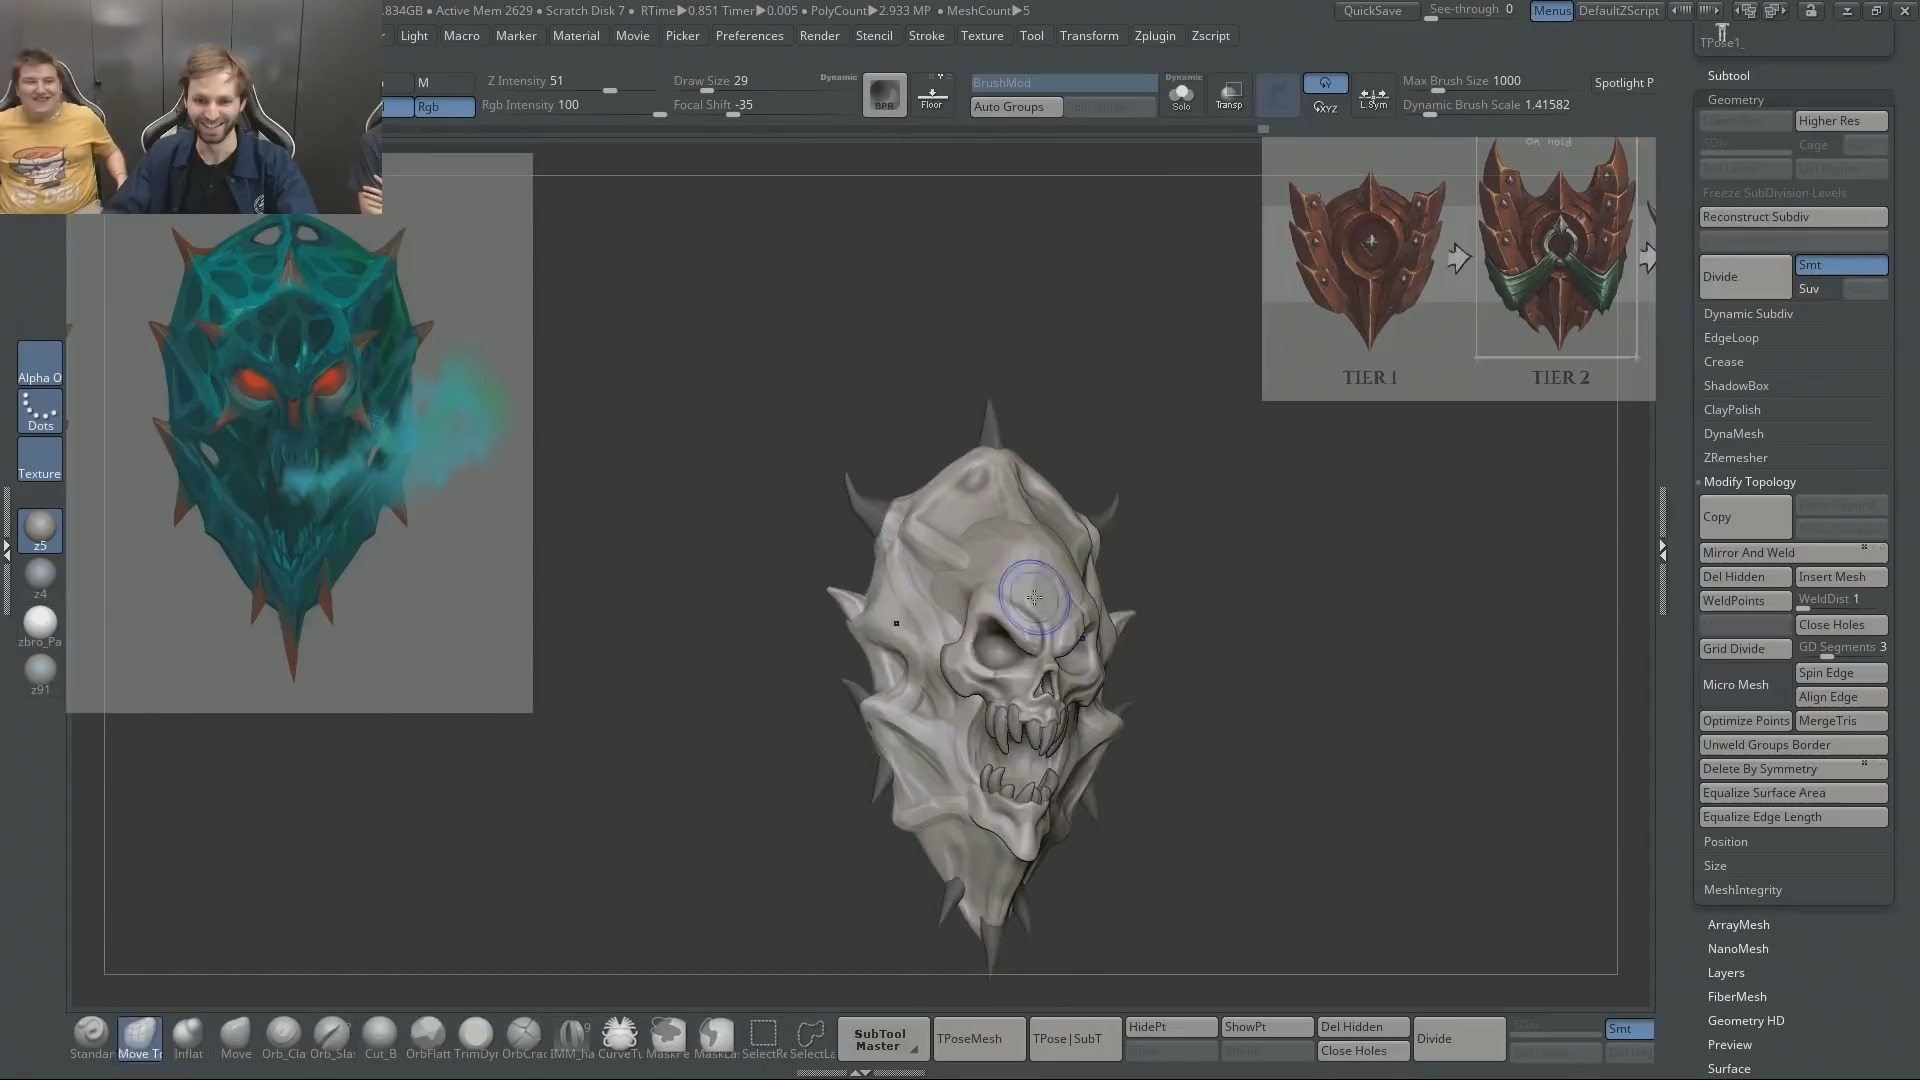 .834GB ● Active Mem 2629 ● Scratch Disk 7 ● RTime▶0.851 Timer▶0.005 ● PolyCount▶2.933 MP ● MeshCount▶5
QuickSave
See-through 0
Menus
DefaultZScript
Light Macro Marker Material Movie Picker Preferences Render Stencil Stroke Texture Tool Transform Zplugin Zscript
M
Rgb
Z Intensity 51
Rgb Intensity 100
Draw Size 29
Focal Shift -35
Dynamic
BPR
Floor
BrushMod
Auto Groups
Dynamic
Solo
Transp
XYZ
L.Sym
Max Brush Size 1000
Dynamic Brush Scale 1.41582
Spotlight P
TIER 1
TIER 2
Alpha O
Dots
Texture
z5
z4
zbro_Pa
z91
TPose1_
Subtool
Geometry
Higher Res
SDiv
Cage
Freeze SubDivision Levels
Reconstruct Subdiv
Divide
Smt
Suv
Dynamic Subdiv
EdgeLoop
Crease
ShadowBox
ClayPolish
DynaMesh
ZRemesher
Modify Topology
Copy
Mirror And Weld
Del Hidden
Insert Mesh
WeldPoints
WeldDist 1
Close Holes
Grid Divide
GD Segments 3
Micro Mesh
Spin Edge
Align Edge
Optimize Points
MergeTris
Unweld Groups Border
Delete By Symmetry
Equalize Surface Area
Equalize Edge Length
Position
Size
MeshIntegrity
ArrayMesh
NanoMesh
Layers
FiberMesh
Geometry HD
Preview
Surface
Standar
Move To
Inflat
Move
Orb_Cla
Orb_Sla
Cut_B
OrbFlatt
TrimDyr
OrbCrac
IMM_ha
CurveTu
MaskPe
MaskLa
SelectRe
SelectLa
SubTool
Master
TPoseMesh
TPose|SubT
HidePt
ShowPt
Del Hidden
Close Holes
Divide
Smt